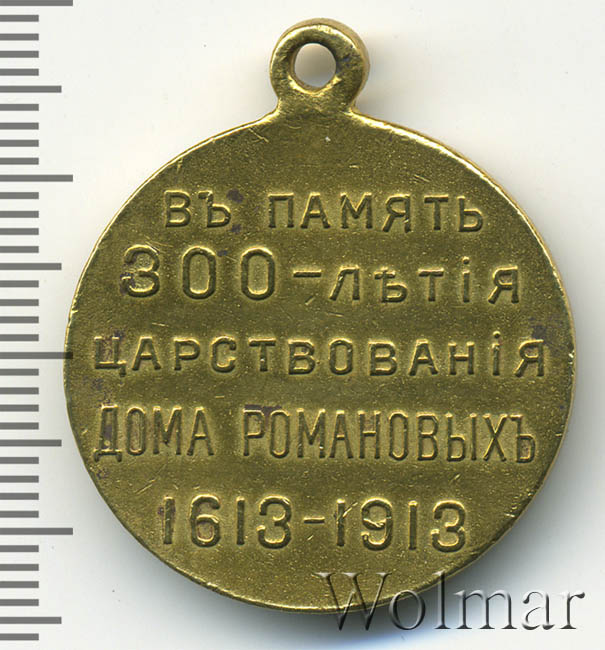 ВЪ ПАМЯТЬ
300-ЛѢТІЯ
ЦАРСТВОВАНІЯ
ДОМА РОМАНОВЫХЪ
1613-1913
Wolmar